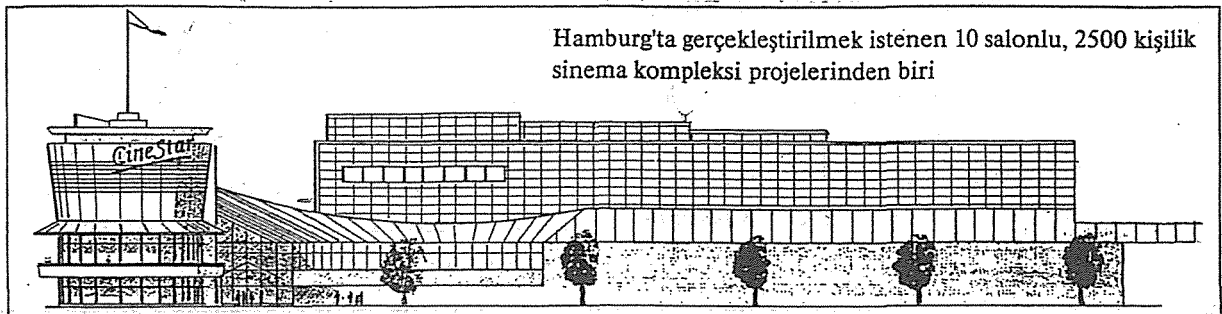 Hamburg'ta gerçekleştirilmek istenen 10 salonlu, 2500 kişilik
sinema kompleksi projelerinden biri
CineStar